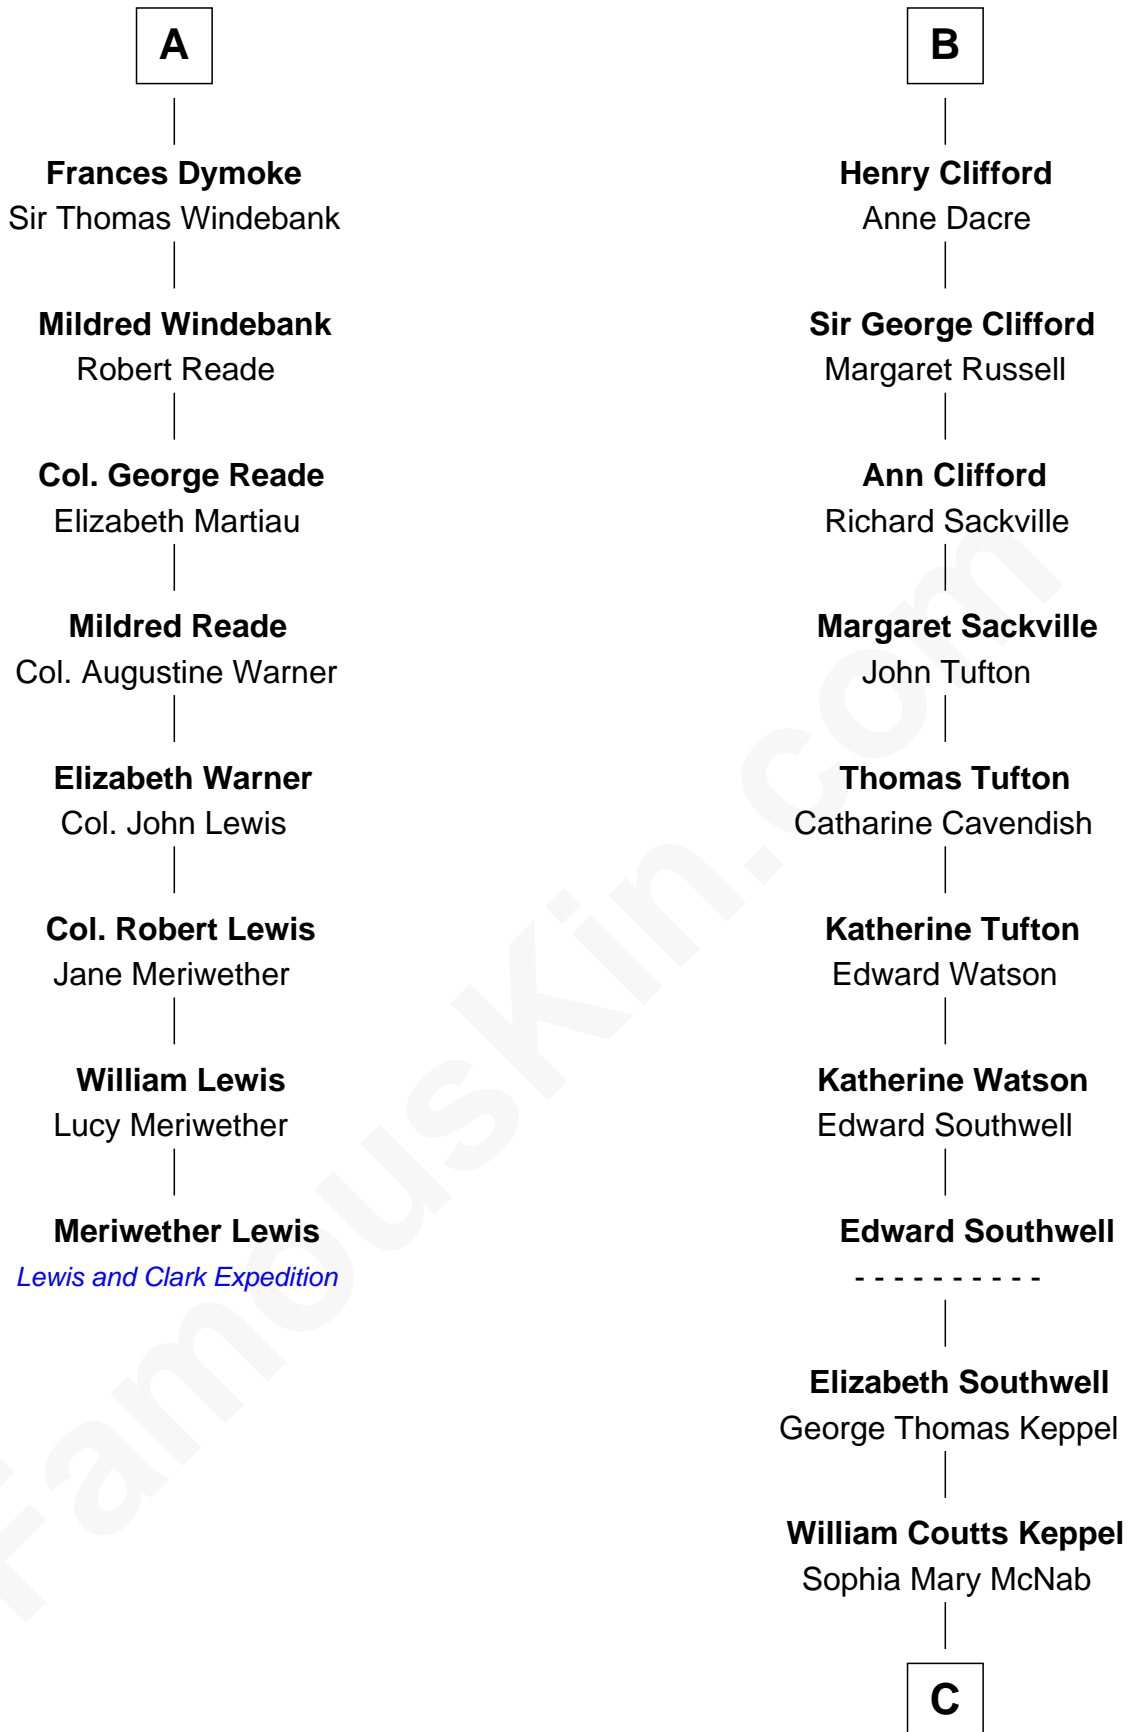 A
Frances Dymoke
Sir Thomas Windebank
Mildred Windebank
Robert Reade
Col. George Reade
Elizabeth Martiau
Mildred Reade
Col. Augustine Warner
Elizabeth Warner
Col. John Lewis
Col. Robert Lewis
Jane Meriwether
William Lewis
Lucy Meriwether
Meriwether Lewis
Lewis and Clark Expedition
B
Henry Clifford
Anne Dacre
Sir George Clifford
Margaret Russell
Ann Clifford
Richard Sackville
Margaret Sackville
John Tufton
Thomas Tufton
Catharine Cavendish
Katherine Tufton
Edward Watson
Katherine Watson
Edward Southwell
Edward Southwell
- - - - - - - - - -
Elizabeth Southwell
George Thomas Keppel
William Coutts Keppel
Sophia Mary McNab
C
FamousKin.com